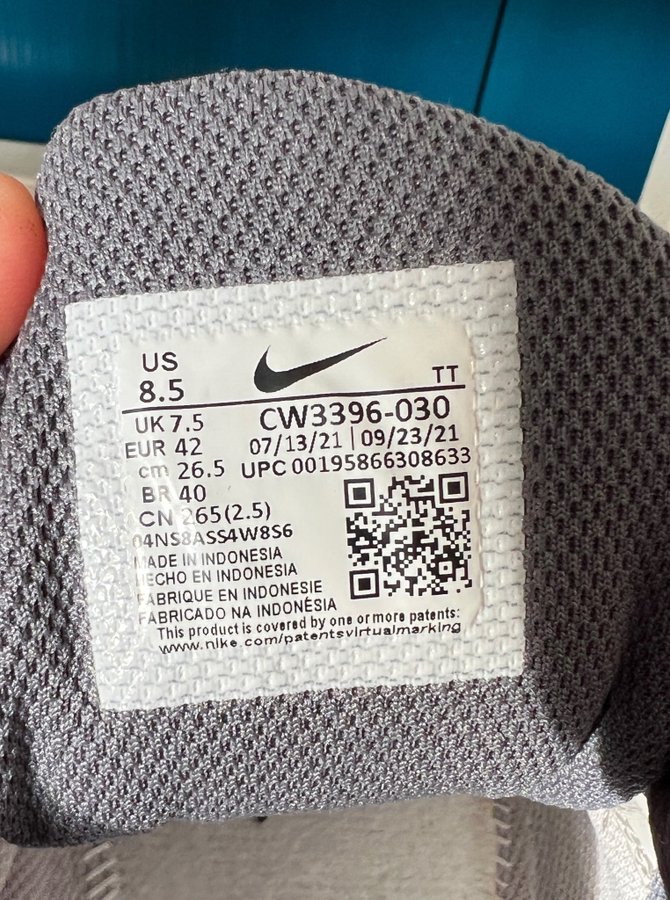 US
8.5
TT
UK 7.5
CW3396-030
EUR 42
07/13/21 | 09/23/21
cm 26.5
UPC 00195866308633
BR 40
CN 265(2.5)
04NS8ASS4W8S6
MADE IN INDONESIA
HECHO EN INDONESIA
FABRIQUE EN INDONESIE
FABRICADO NA INDONÉSIA
This product is covered by one or more patents:
www.nike.com/patentsvirtualmarking